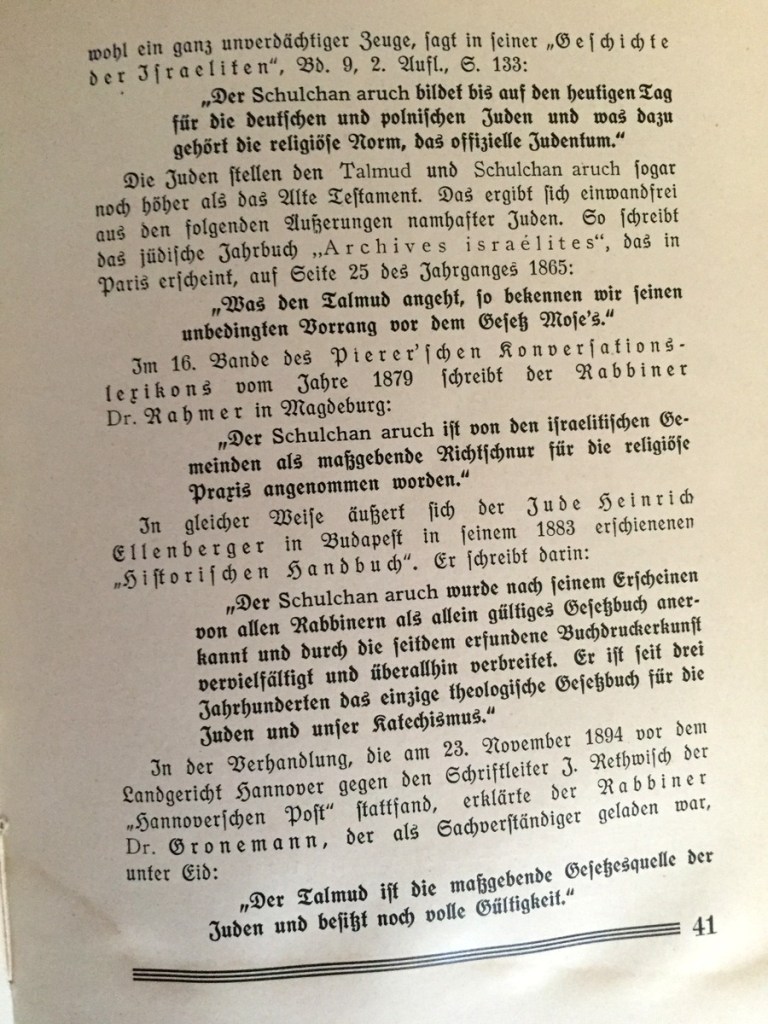 wohl ein ganz unverdächtiger Zeuge, sagt in seiner „Geschichte
der Israeliten“, Bd. 9, 2. Aufl., S. 133:
„Der Schulchan aruch bildet bis auf den heutigen Tag
für die deutschen und polnischen Juden und was dazu
gehört die religiöse Norm, das offizielle Judentum.“
Die Juden stellen den Talmud und Schulchan aruch sogar
noch höher als das Alte Testament. Das ergibt sich einwandfrei
aus den folgenden Äußerungen namhafter Juden. So schreibt
das jüdische Jahrbuch „Archives israélites“, das in
Paris erscheint, auf Seite 25 des Jahrganges 1865:
„Was den Talmud angeht, so bekennen wir seinen
unbedingten Vorrang vor dem Gesetz Mose's.“
Im 16. Bande des Pierer'schen Konversations-
lexikons vom Jahre 1879 schreibt der Rabbiner
Dr. Rahmer in Magdeburg:
„Der Schulchan aruch ist von den israelitischen Ge-
meinden als maßgebende Richtschnur für die religiöse
Praxis angenommen worden.“
In gleicher Weise äußert sich der Jude Heinrich
Ellenberger in Budapest in seinem 1883 erschienenen
„Historischen Handbuch“. Er schreibt darin:
„Der Schulchan aruch wurde nach seinem Erscheinen
von allen Rabbinern als allein gültiges Gesetzbuch aner-
kannt und durch die seitdem erfundene Buchdruckerkunst
vervielfältigt und überallhin verbreitet. Er ist seit drei
Jahrhunderten das einzige theologische Gesetzbuch für die
Juden und unser Katechismus.“
In der Verhandlung, die am 23. November 1894 vor dem
Landgericht Hannover gegen den Schriftleiter J. Rethwisch der
„Hannoverschen Post“ stattfand, erklärte der Rabbiner
Dr. Gronemann, der als Sachverständiger geladen war,
unter Eid:
„Der Talmud ist die maßgebende Gesetzesquelle der
Juden und besitzt noch volle Gültigkeit.“
41